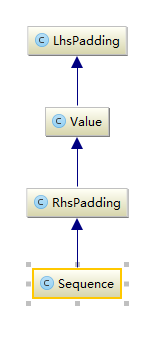 C LhsPadding
C Value
C RhsPadding
C Sequence